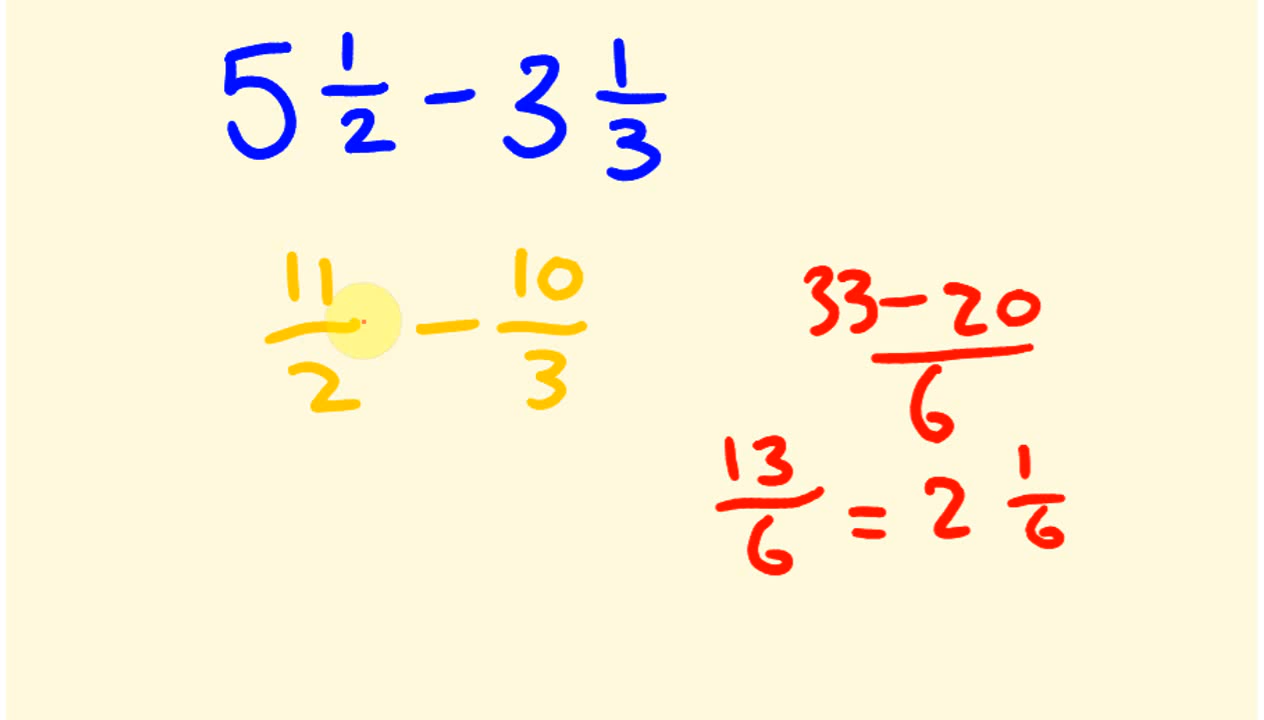 5 1/2 - 3 1/3
11/2 - 10/3
33-20/6
13/6 = 2 1/6